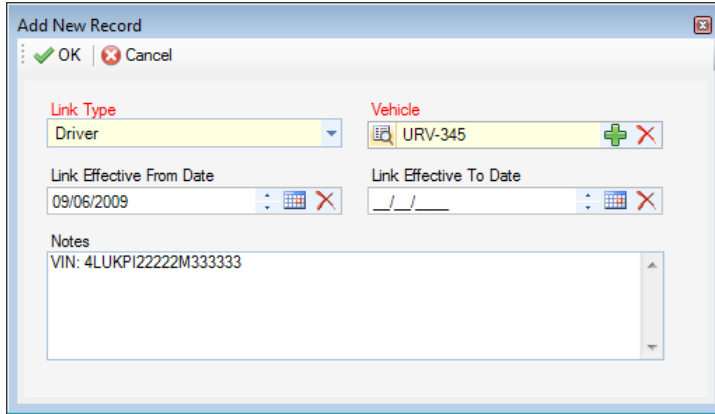 Add New Record
OK Cancel
Link Type Vehicle
Driver URV-345
Link Effective From Date Link Effective To Date
09/06/2009 __/__/____
Notes
VIN: 4LUKPI22222M333333